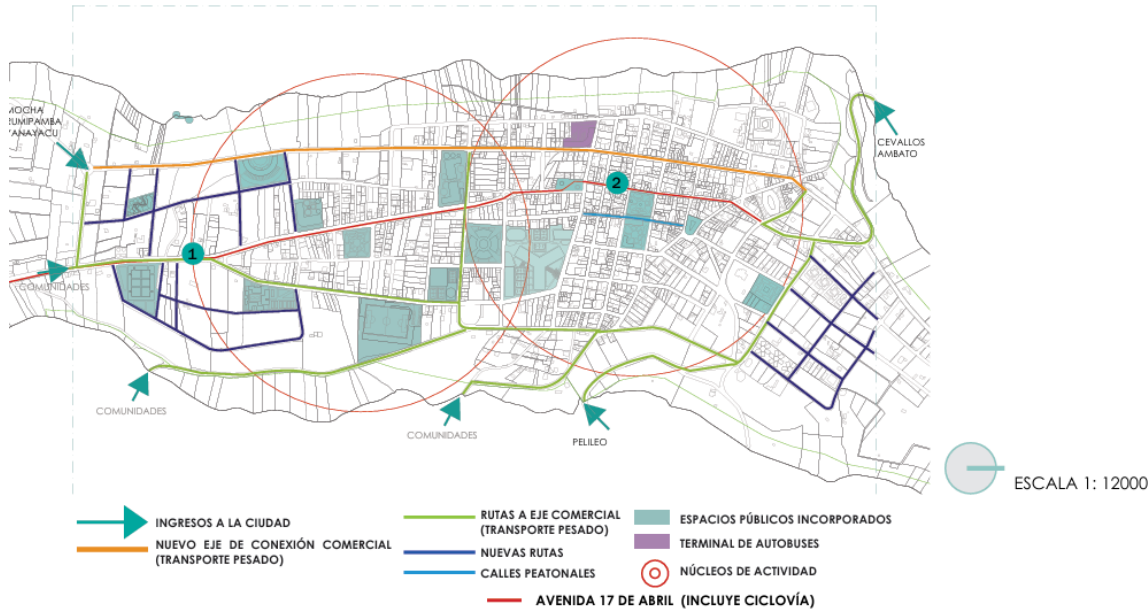 MOCHA
RUMIPAMBA
YANAYACU
CEVALLOS
AMBATO
2
1
COMUNIDADES
COMUNIDADES
COMUNIDADES
PELILEO
ESCALA 1: 12000
INGRESOS A LA CIUDAD
NUEVO EJE DE CONEXIÓN COMERCIAL
(TRANSPORTE PESADO)
RUTAS A EJE COMERCIAL
(TRANSPORTE PESADO)
NUEVAS RUTAS
CALLES PEATONALES
ESPACIOS PÚBLICOS INCORPORADOS
TERMINAL DE AUTOBUSES
NÚCLEOS DE ACTIVIDAD
AVENIDA 17 DE ABRIL (INCLUYE CICLOVÍA)